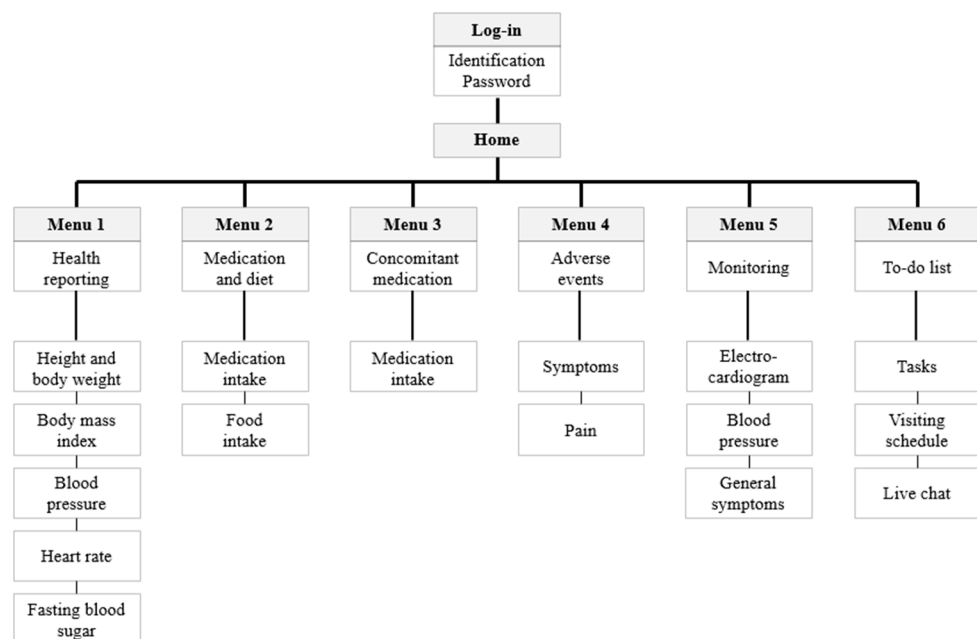 Log-in
Identification
Password
Home
Menu 1
Health
reporting
Height and
body weight
Body mass
index
Blood
pressure
Heart rate
Fasting blood
sugar
Menu 2
Medication
and diet
Medication
intake
Food
intake
Menu 3
Concomitant
medication
Medication
intake
Menu 4
Adverse
events
Symptoms
Pain
Menu 5
Monitoring
Electro-
cardiogram
Blood
pressure
General
symptoms
Menu 6
To-do list
Tasks
Visiting
schedule
Live chat